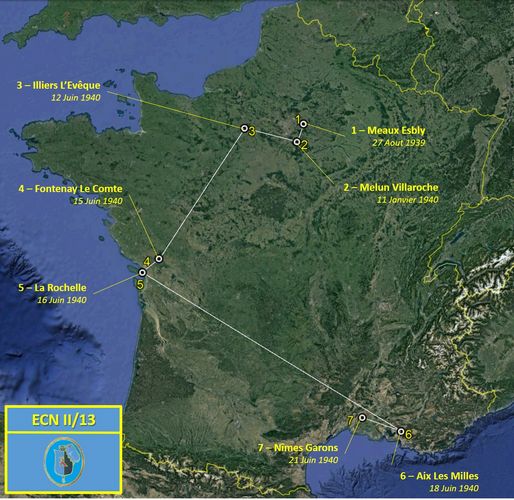 3 – Illiers L'Evêque
12 Juin 1940
1
3
2
1 – Meaux Esbly
27 Aout 1939
4 – Fontenay Le Comte
15 Juin 1940
2 – Melun Villaroche
11 Janvier 1940
4
5
5 – La Rochelle
16 Juin 1940
7
6
ECN II/13
7 – Nîmes Garons
21 Juin 1940
6 – Aix Les Milles
18 Juin 1940